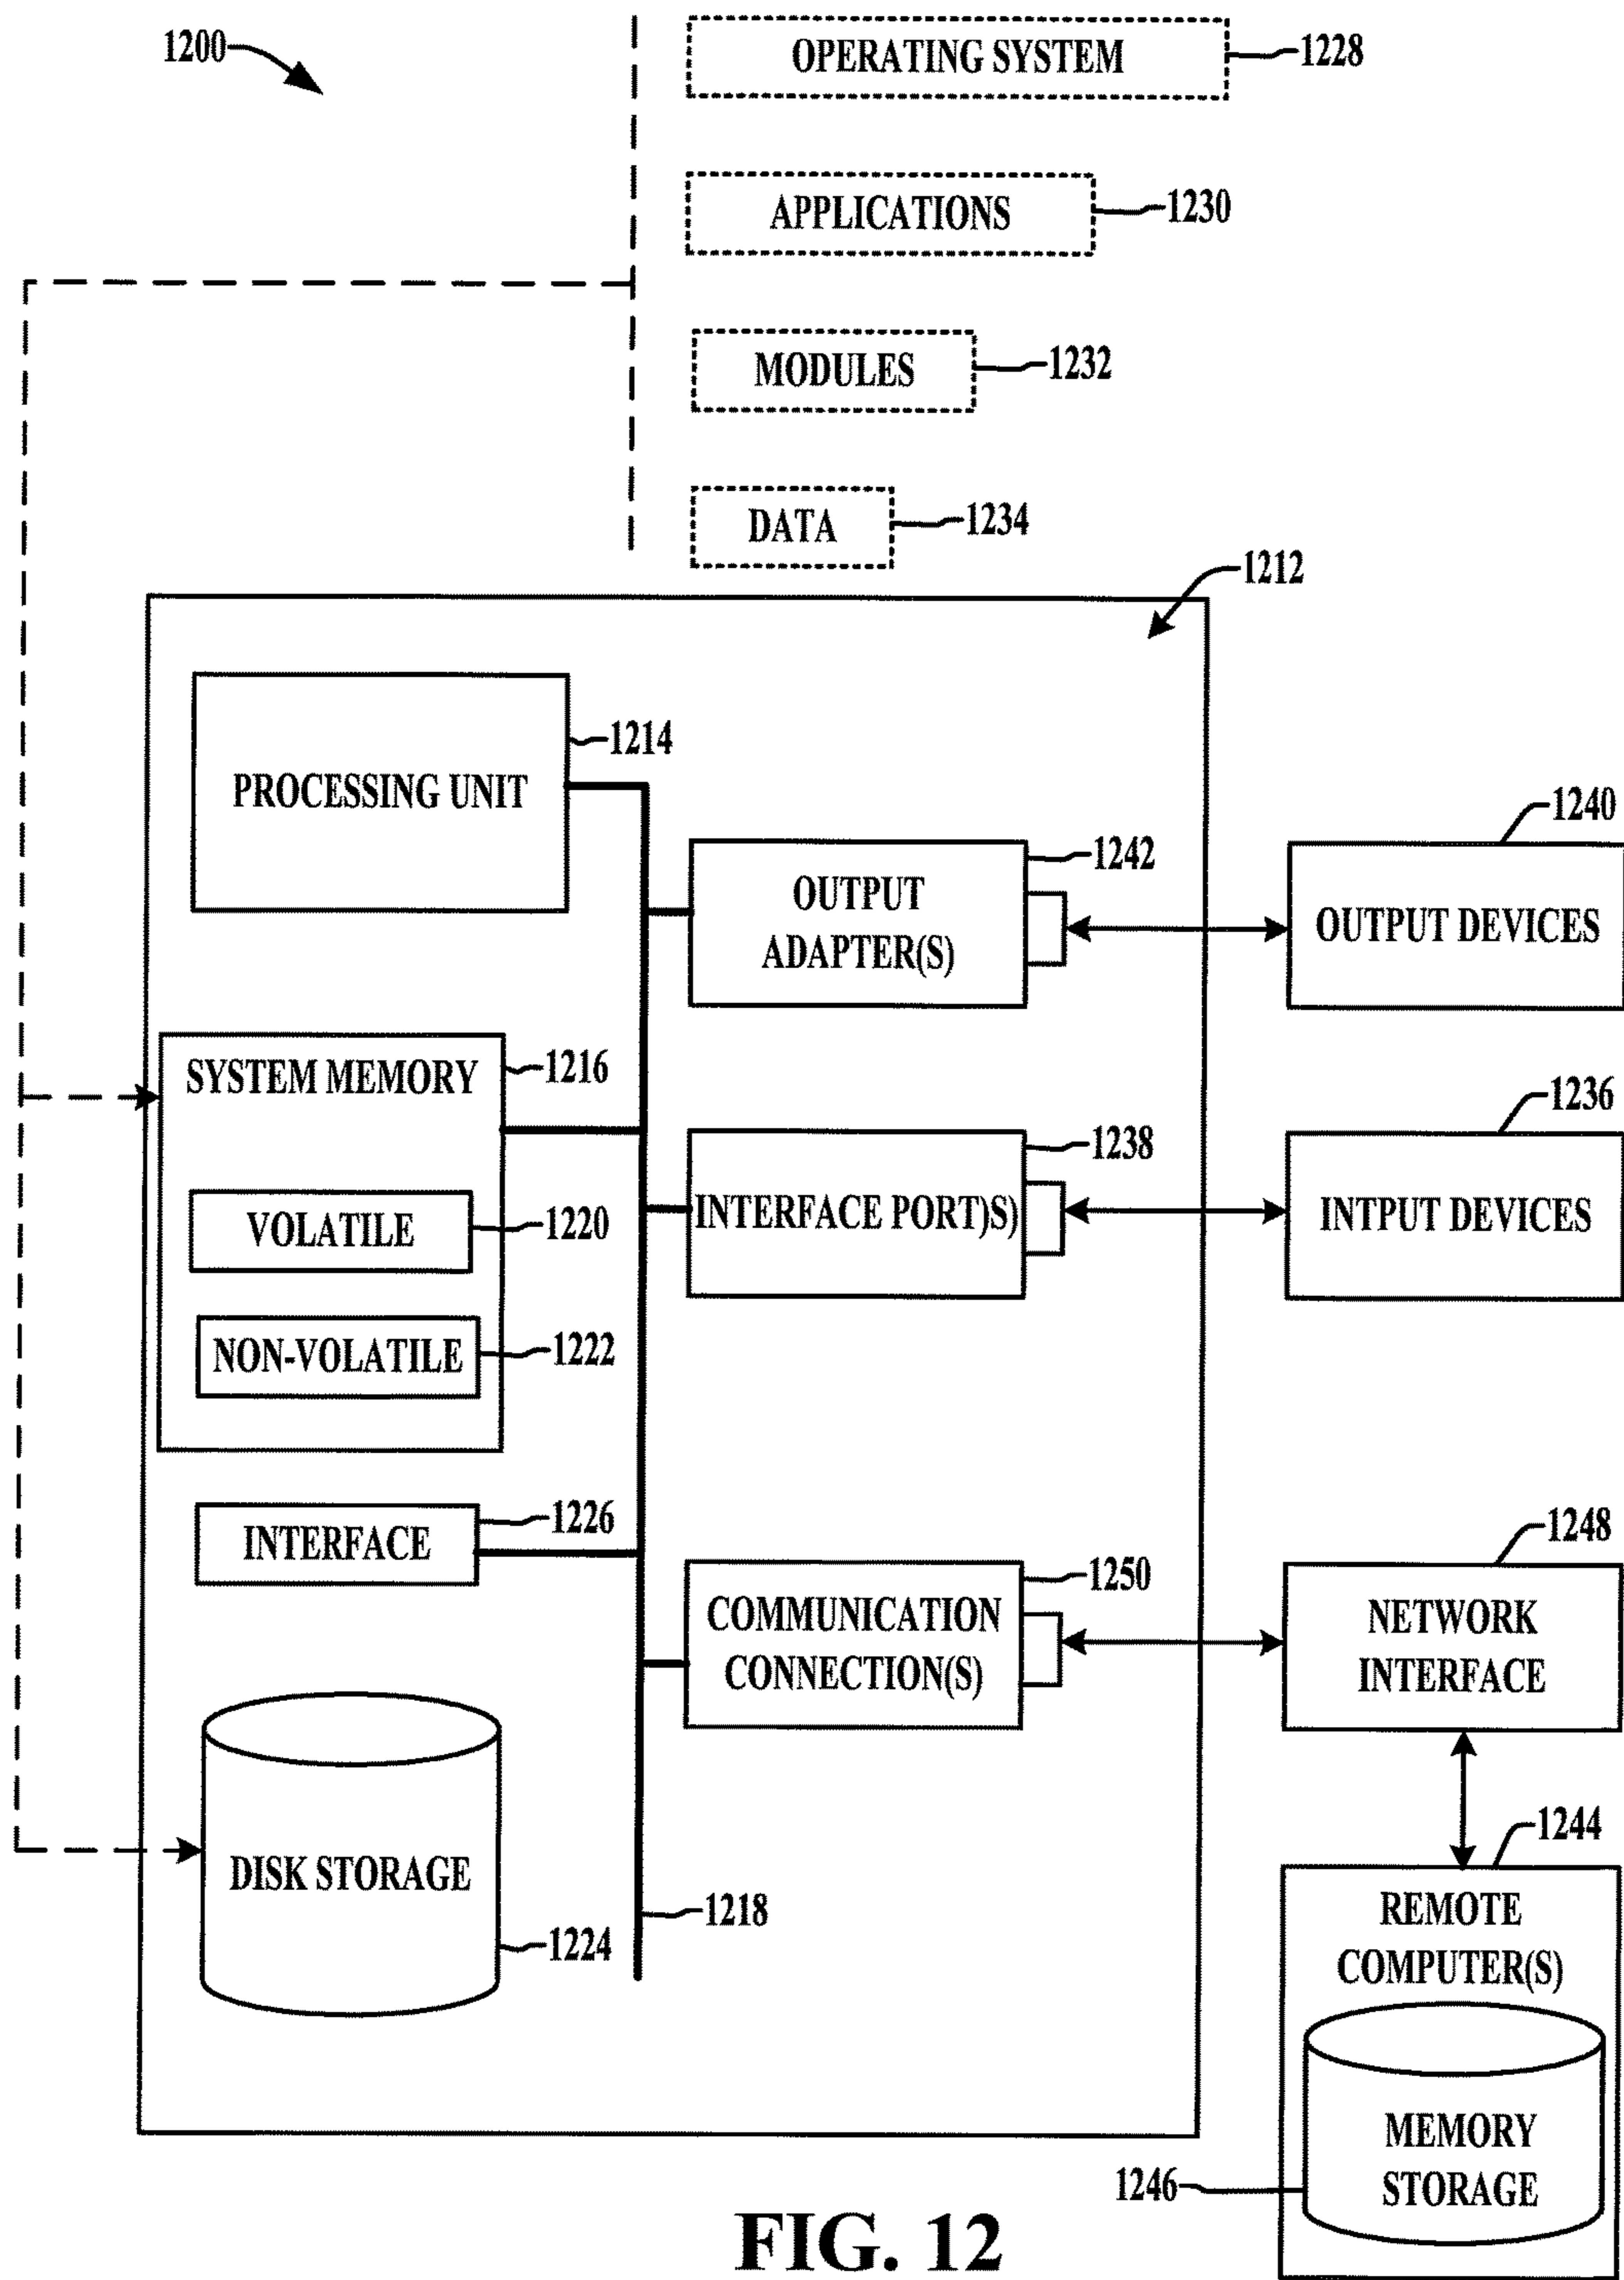 1200
OPERATING SYSTEM
1228
APPLICATIONS
1230
MODULES
1232
DATA
1234
1212
PROCESSING UNIT
1214
OUTPUT
ADAPTER(S)
1242
OUTPUT DEVICES
1240
SYSTEM MEMORY
1216
VOLATILE
1220
NON-VOLATILE
1222
INTERFACE PORT)S)
1238
INTPUT DEVICES
1236
INTERFACE
1226
COMMUNICATION
CONNECTION(S)
1250
NETWORK
INTERFACE
1248
DISK STORAGE
1224
1218
1244
REMOTE
COMPUTER(S)
MEMORY
STORAGE
1246
FIG. 12